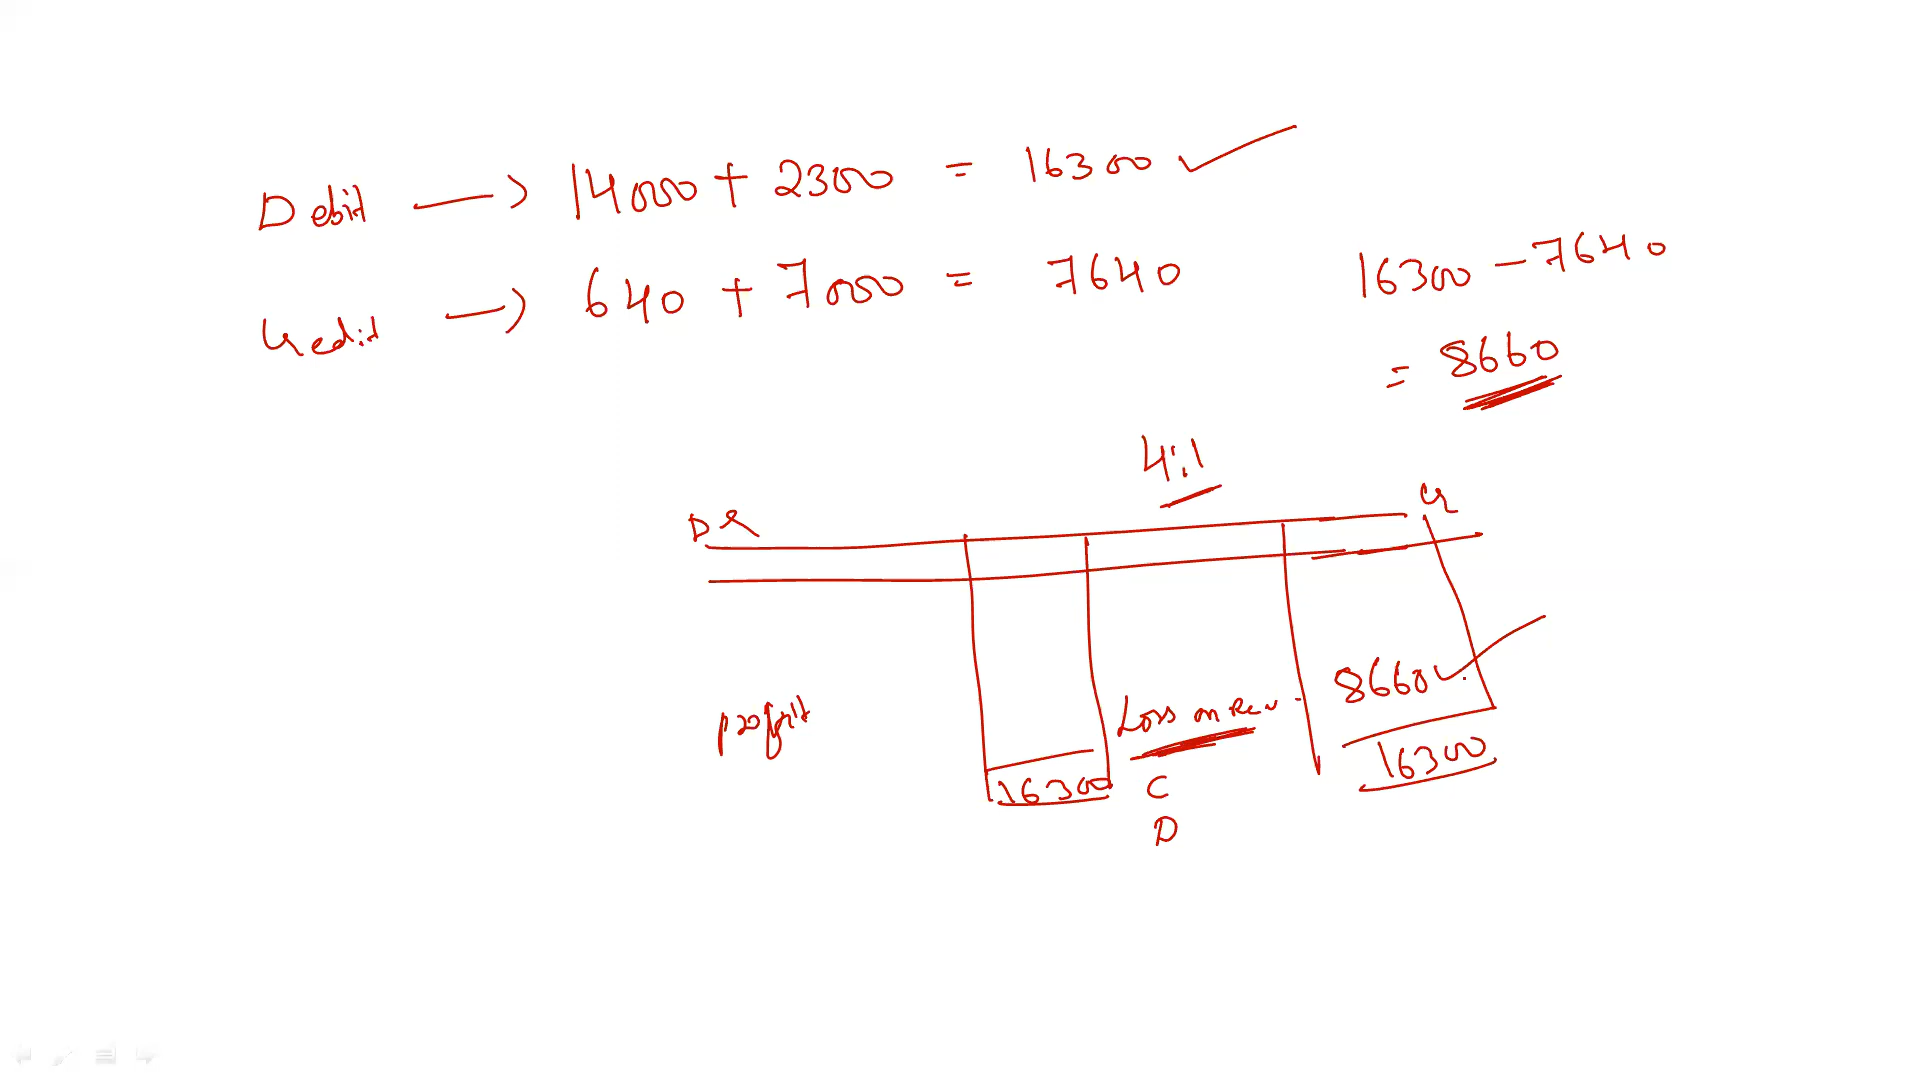 Debit → 14000 + 2300 = 16300 ✓
Credit → 640 + 7000 = 7640
16300 - 7640
= 8660
4:1
DR Cr
profit Loss on Rev. 8660 ✓
16300 16300
C
D